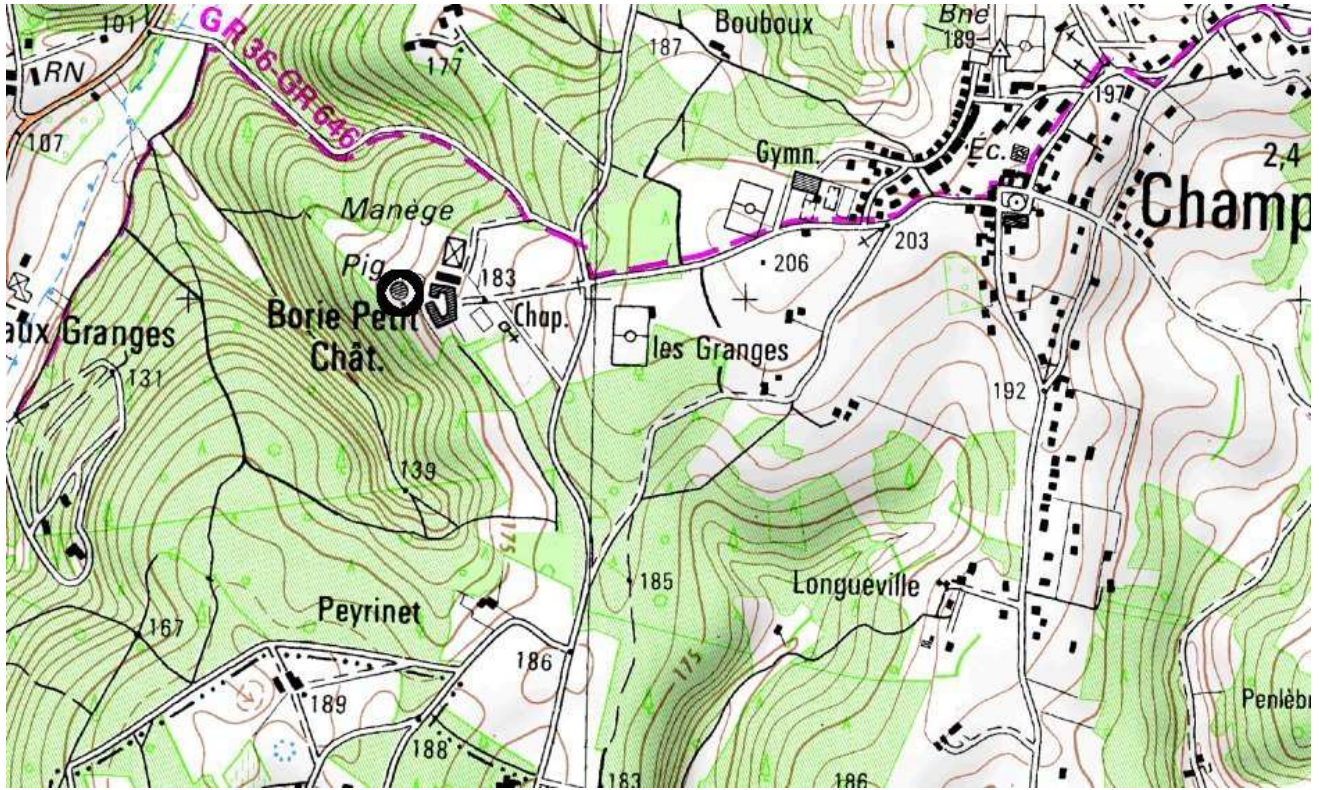 101
GR 36-GR 646
RN
107
177
187
Bouboux
Bne
189
197
Gymn.
Éc.
2,4
Champ
203
206
Manège
Pig
183
Borie Petit
Chât.
Chap.
les Granges
aux Granges
131
192
139
175
185
Longueville
Peyrinet
167
186
175
189
188
183
186
Penlèbr